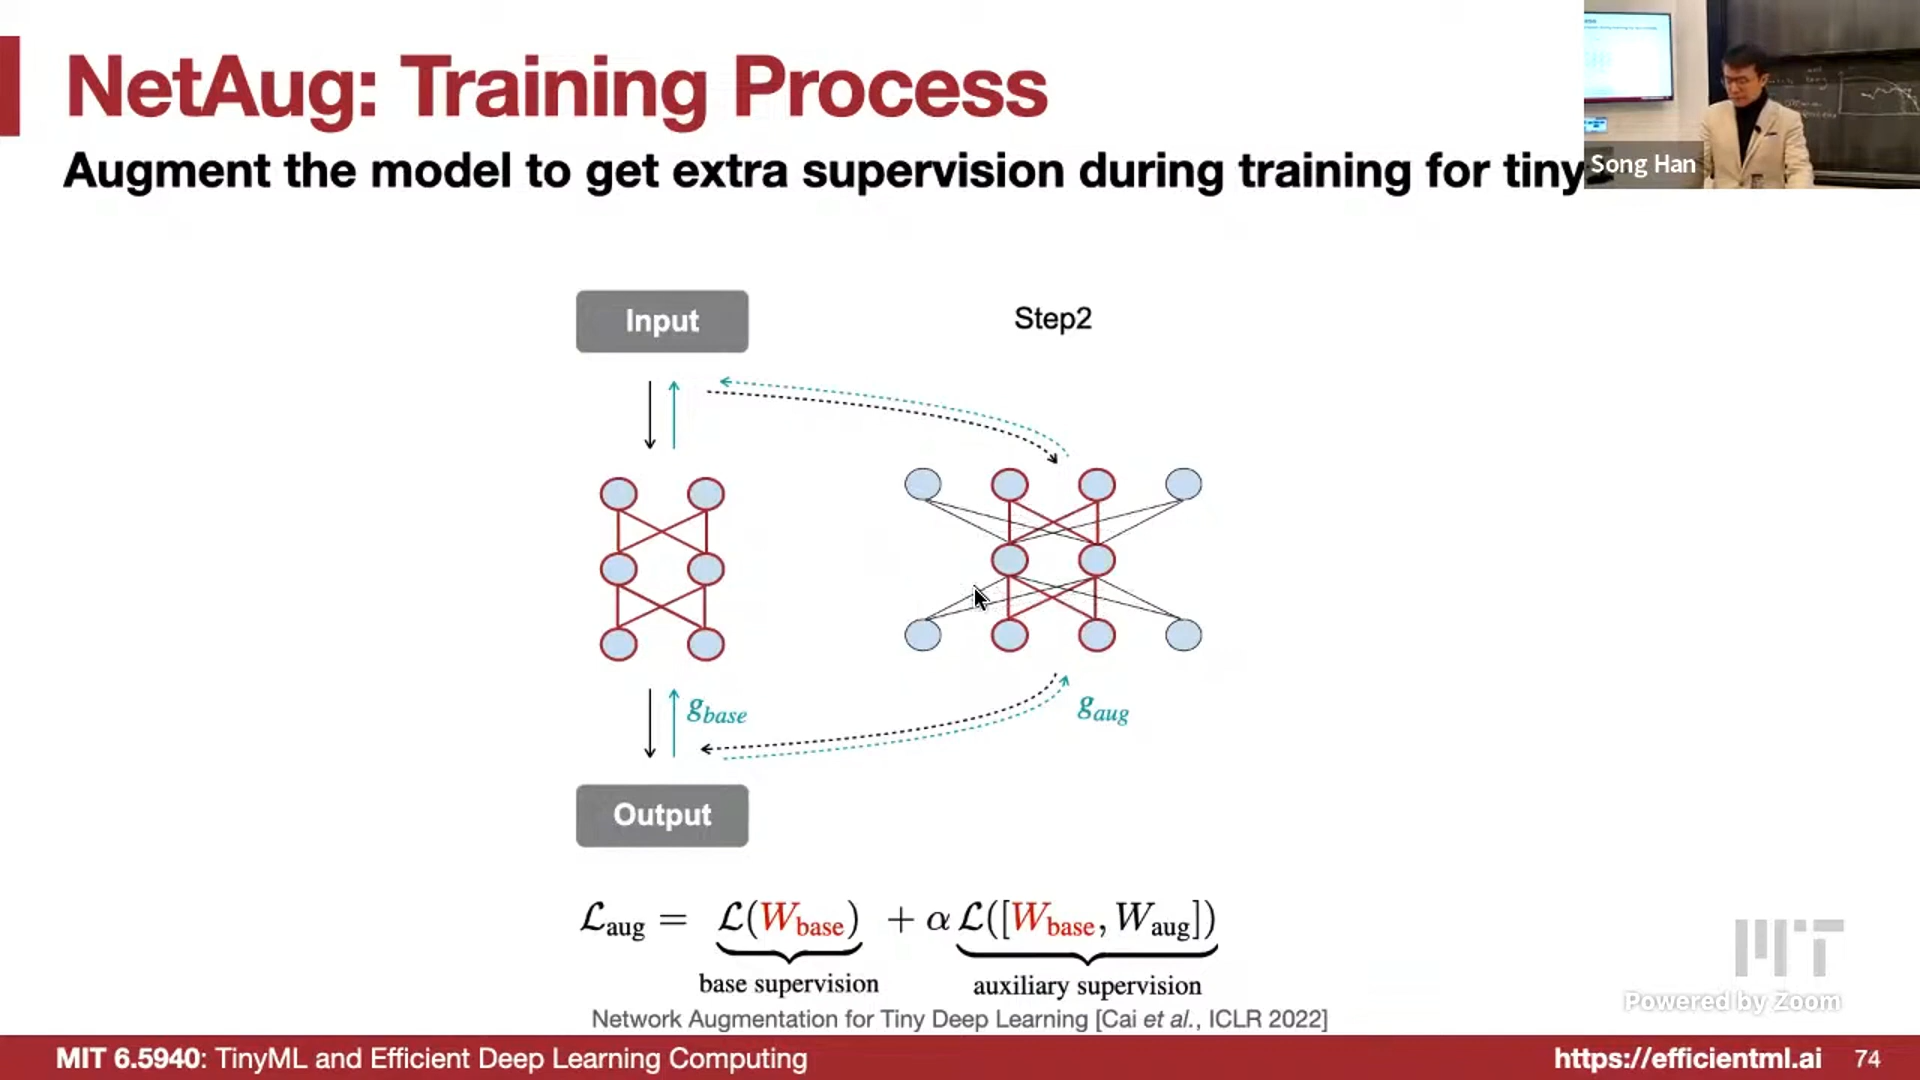 NetAug: Training Process
Augment the model to get extra supervision during training for tiny
Song Han
Input
Step2
g_base
g_aug
Output
ℒ_aug = ℒ(W_base) + α ℒ([W_base, W_aug])
base supervision
auxiliary supervision
Network Augmentation for Tiny Deep Learning [Cai et al., ICLR 2022]
MIT
Powered by Zoom
MIT 6.5940: TinyML and Efficient Deep Learning Computing
https://efficientml.ai
74